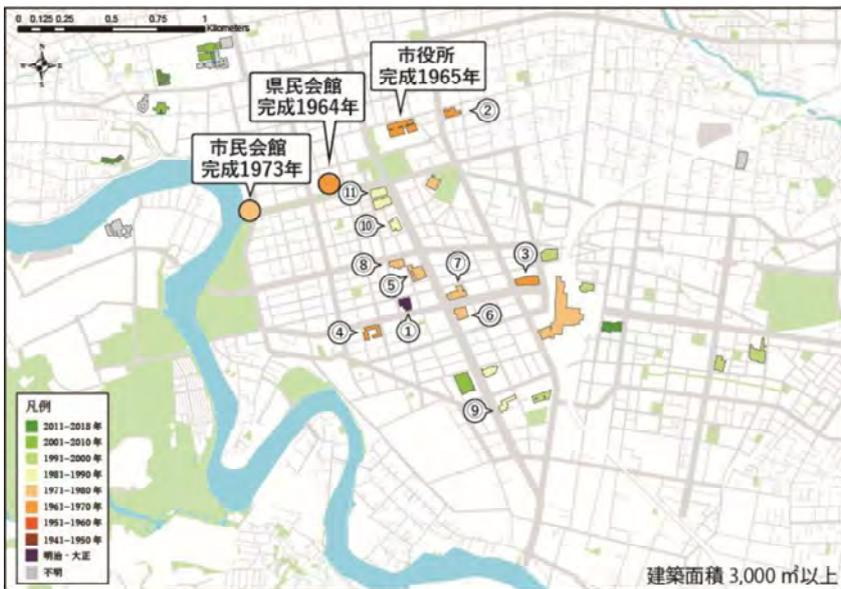 0 0.125 0.25 0.5 0.75 1
Kilometers
N
市役所
完成1965年
県民会館
完成1964年
市民会館
完成1973年
②
⑪
⑩
⑧
⑤
⑦
③
①
⑥
④
⑨
凡例
2011-2018 年
2001-2010 年
1991-2000 年
1981-1990 年
1971-1980 年
1961-1970 年
1951-1960 年
1941-1950 年
明治・大正
不明
建築面積 3,000 ㎡以上